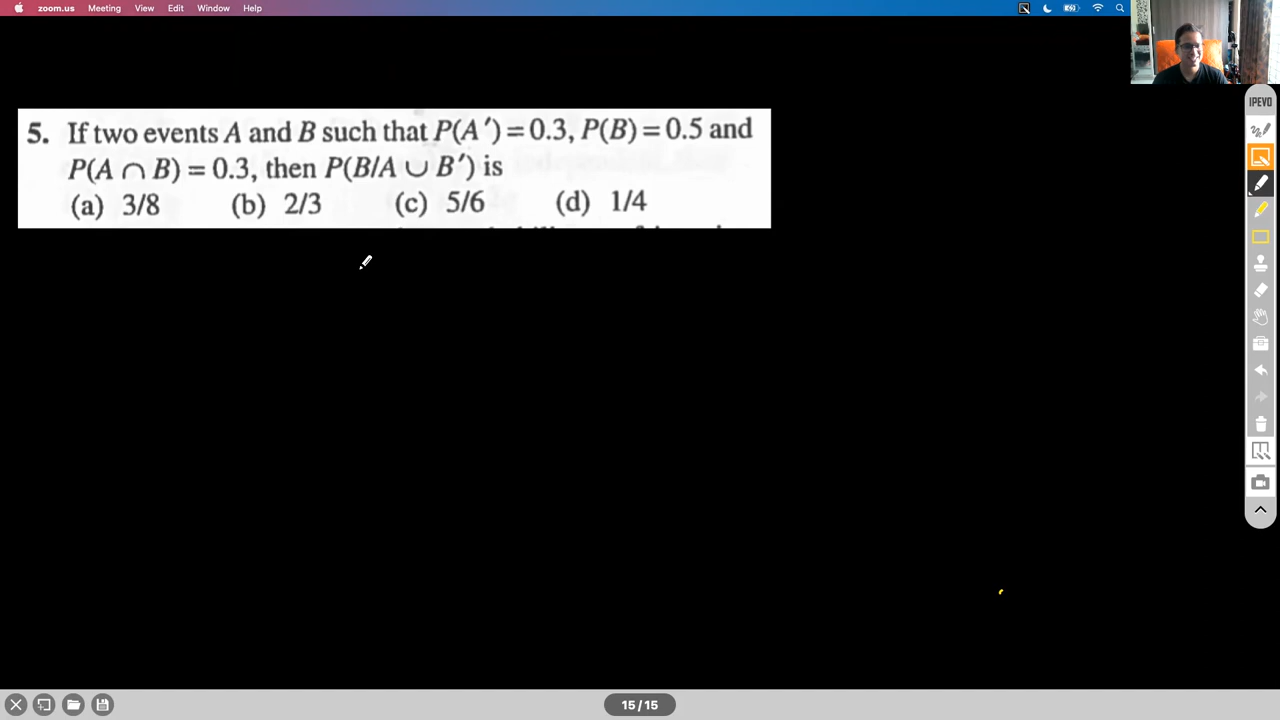 zoom.us Meeting View Edit Window Help
IPEVO
5. If two events A and B such that P(A′) = 0.3, P(B) = 0.5 and
P(A ∩ B) = 0.3, then P(B/A ∪ B′) is
(a) 3/8 (b) 2/3 (c) 5/6 (d) 1/4
15/15